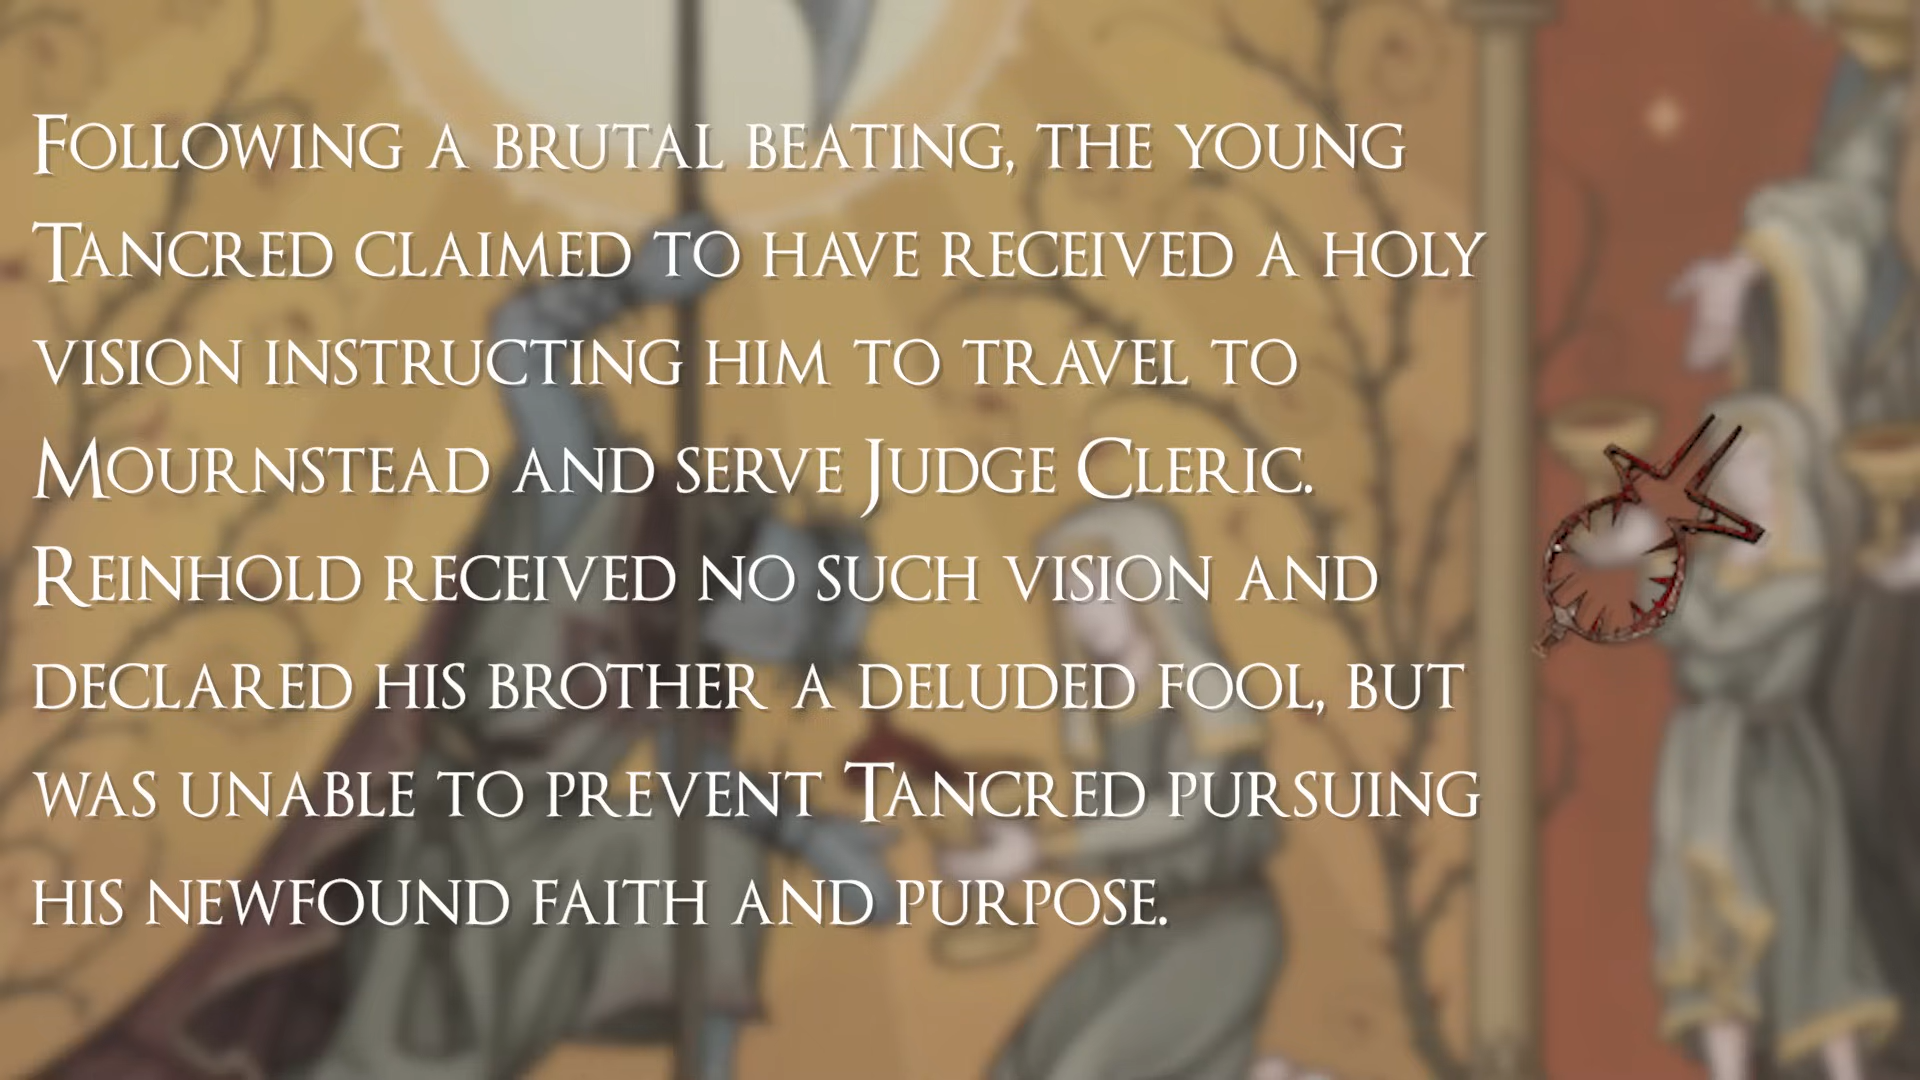 Following a brutal beating, the young
Tancred claimed to have received a holy
vision instructing him to travel to
Mournstead and serve Judge Cleric.
Reinhold received no such vision and
declared his brother a deluded fool, but
was unable to prevent Tancred pursuing
his newfound faith and purpose.